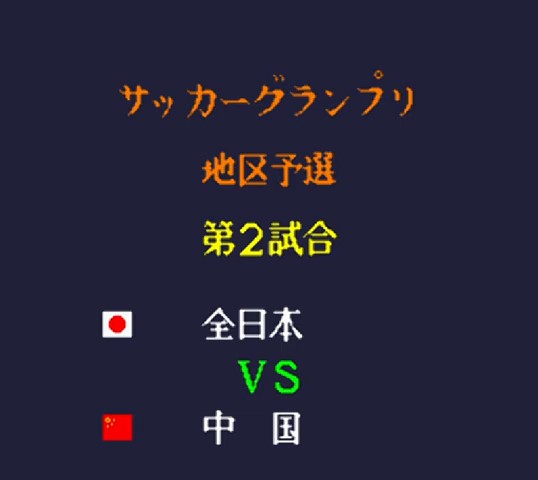 サッカーグランプリ
地区予選
第2試合
全日本
VS
中 国